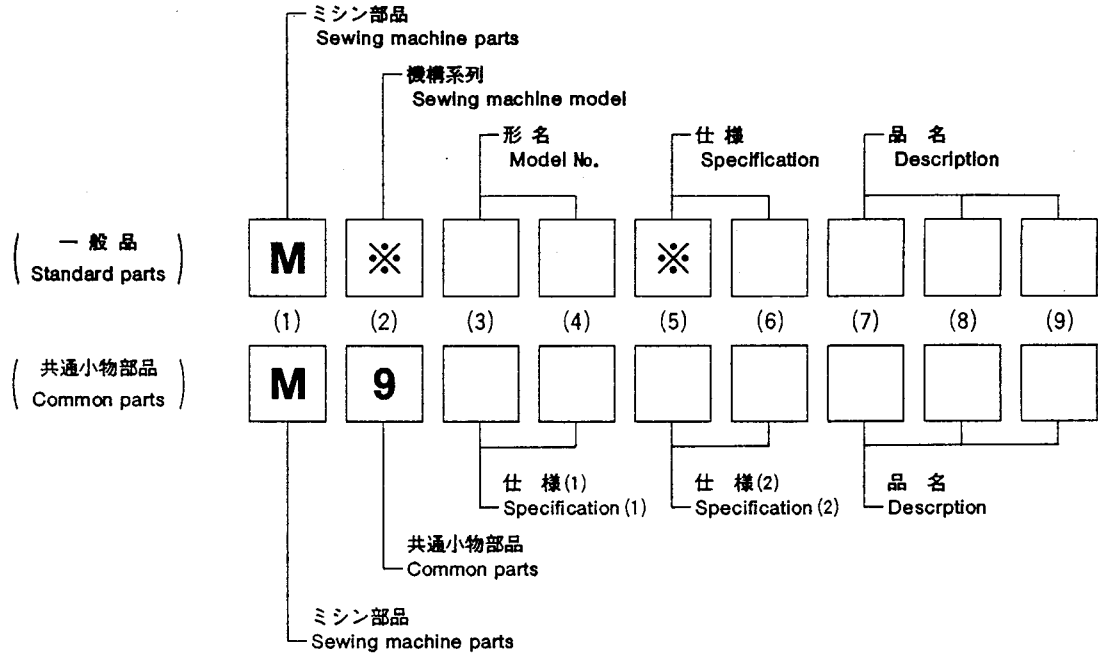 ミシン部品
Sewing machine parts
機構系列
Sewing machine model
形 名
Model No.
仕 様
Specification
品 名
Description
一 般 品
Standard parts
M ※ ※
(1) (2) (3) (4) (5) (6) (7) (8) (9)
共通小物部品
Common parts
M 9
仕 様(1)
Specification(1)
仕 様(2)
Specification(2)
品 名
Descrption
共通小物部品
Common parts
ミシン部品
Sewing machine parts